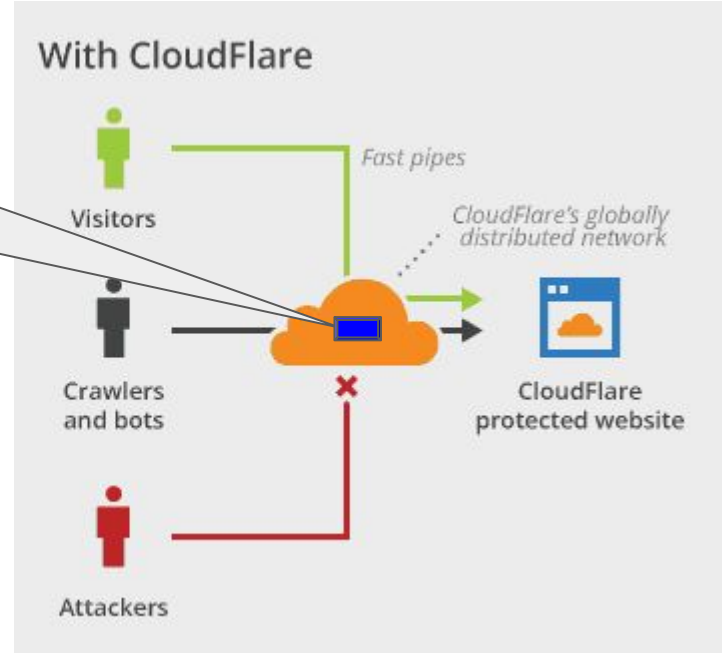 With CloudFlare
Fast pipes
Visitors
CloudFlare's globally
distributed network
Crawlers
and bots
CloudFlare
protected website
Attackers